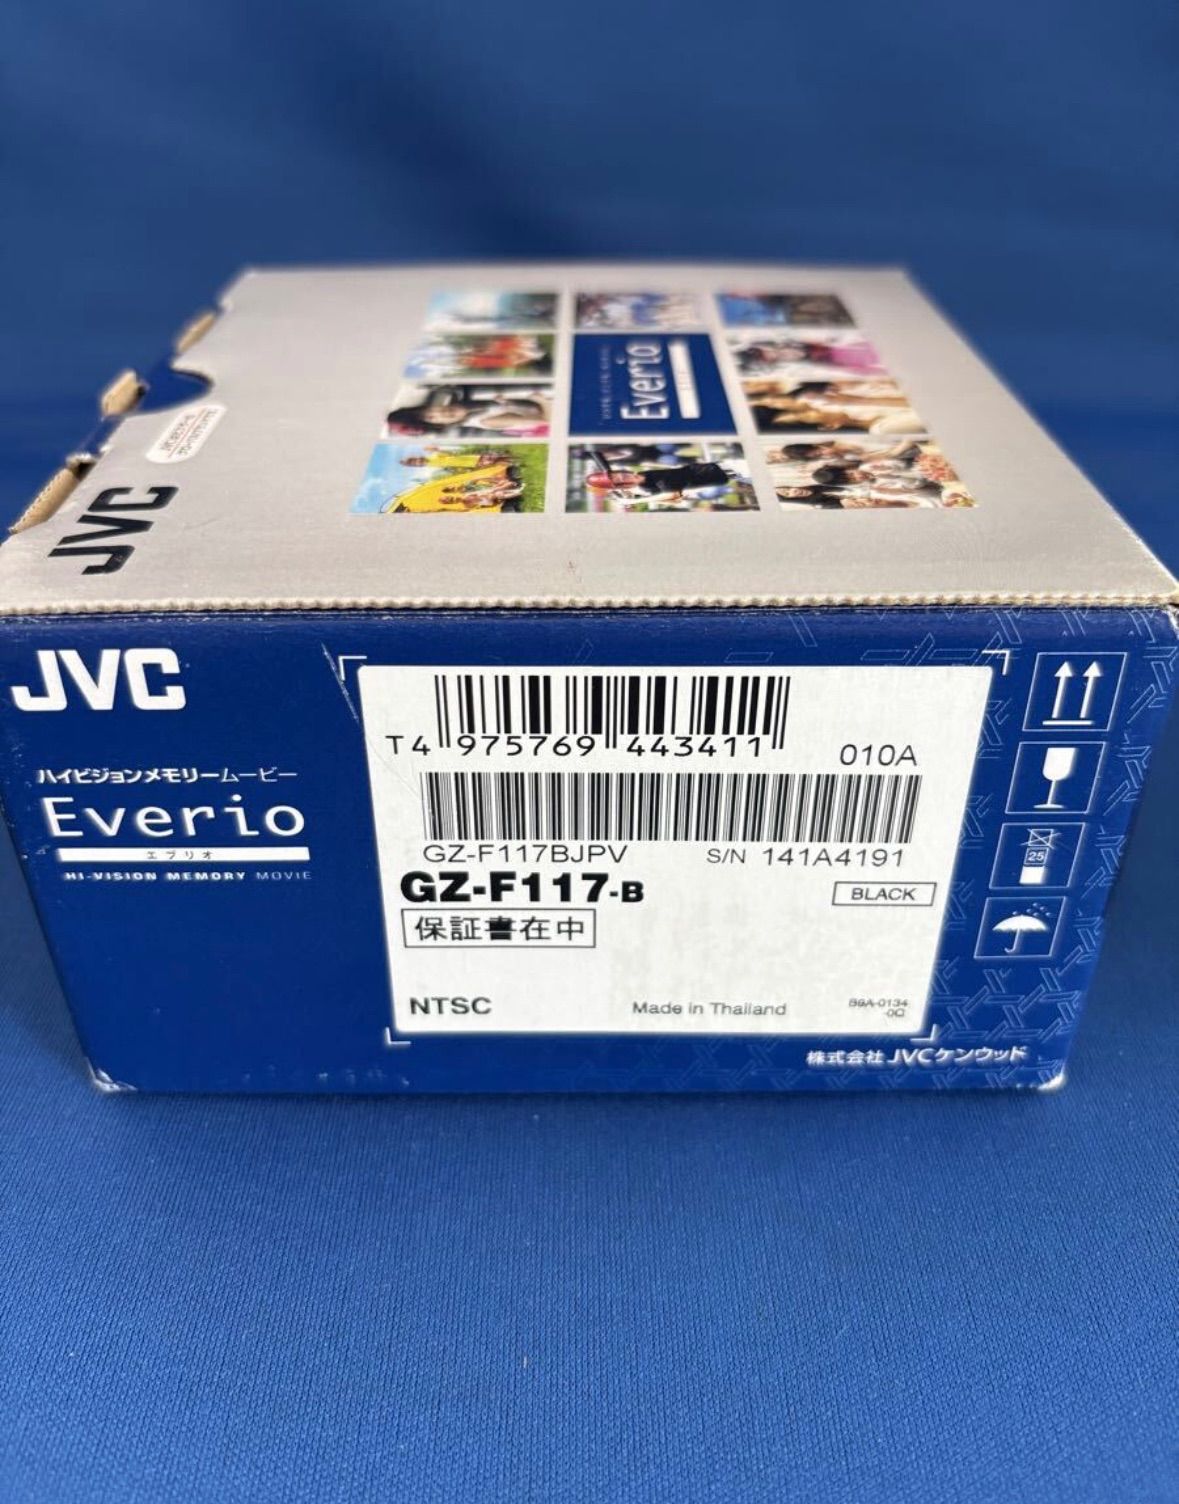 Everio
JVC
JVC
ハイビジョンメモリームービー
Everio
エブリオ
HI-VISION MEMORY MOVIE
T4 975769 443411
010A
GZ-F117BJPV S/N 141A4191
GZ-F117-B
BLACK
保証書在中
NTSC
Made in Thailand
B9A-0134
-00
25
株式会社 JVCケンウッド